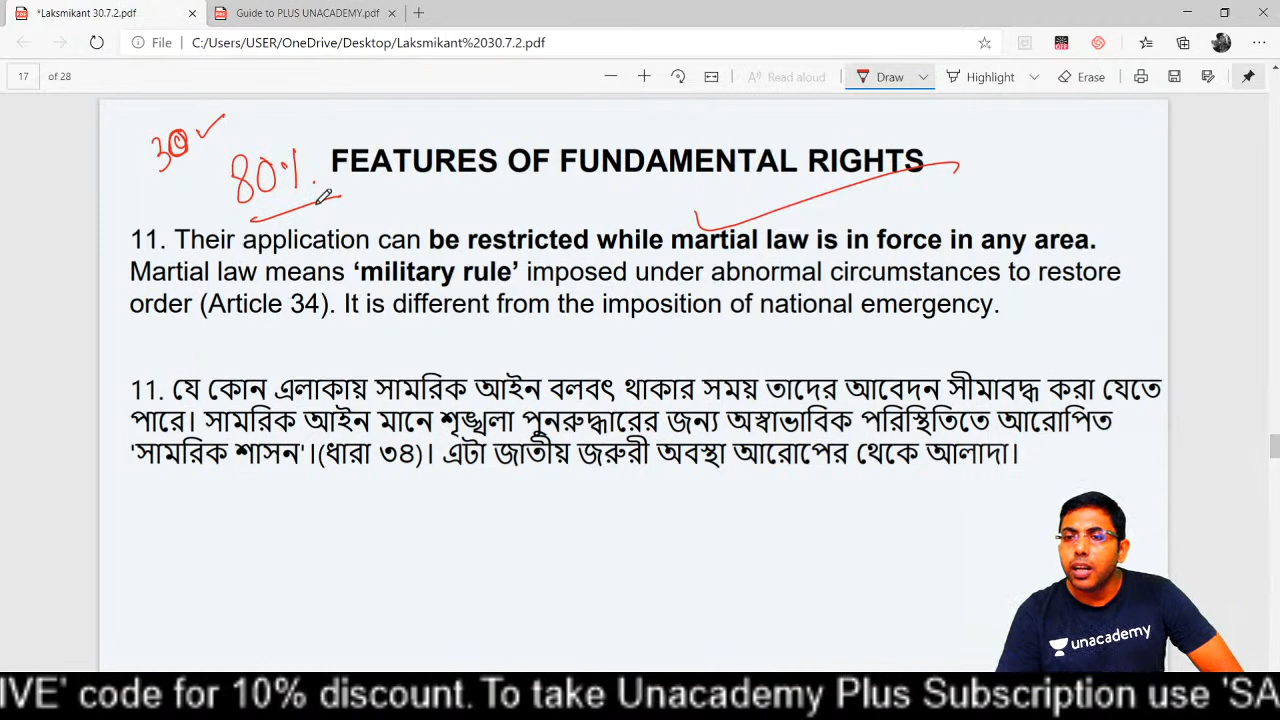 *Laksmikant 30.7.2.pdf
Guide to PLUS UNACADEMY.pdf
File
C:/Users/USER/OneDrive/Desktop/Laksmikant%2030.7.2.pdf
OFF
17 of 28
Read aloud
Draw
Highlight
Erase
30
80%.
FEATURES OF FUNDAMENTAL RIGHTS
11. Their application can be restricted while martial law is in force in any area.
Martial law means ‘military rule’ imposed under abnormal circumstances to restore
order (Article 34). It is different from the imposition of national emergency.
11. যে কোন এলাকায় সামরিক আইন বলবৎ থাকার সময় তাদের আবেদন সীমাবদ্ধ করা যেতে
পারে। সামরিক আইন মানে শৃঙ্খলা পুনরুদ্ধারের জন্য অস্বাভাবিক পরিস্থিতিতে আরোপিত
'সামরিক শাসন'।(ধারা ৩৪)। এটা জাতীয় জরুরী অবস্থা আরোপের থেকে আলাদা।
unacademy
IVE' code for 10% discount. To take Unacademy Plus Subscription use 'SA